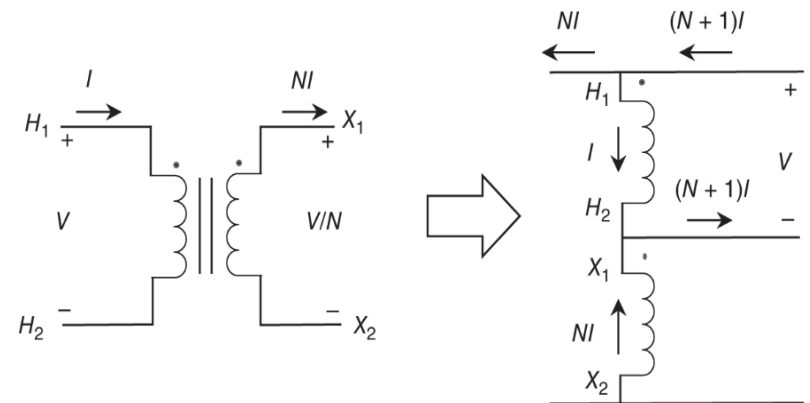 I
NI
H1
+
X1
+
V
V/N
H2
−
X2
−
NI
(N + 1)I
H1
+
I
V
H2
(N + 1)I
−
X1
NI
X2